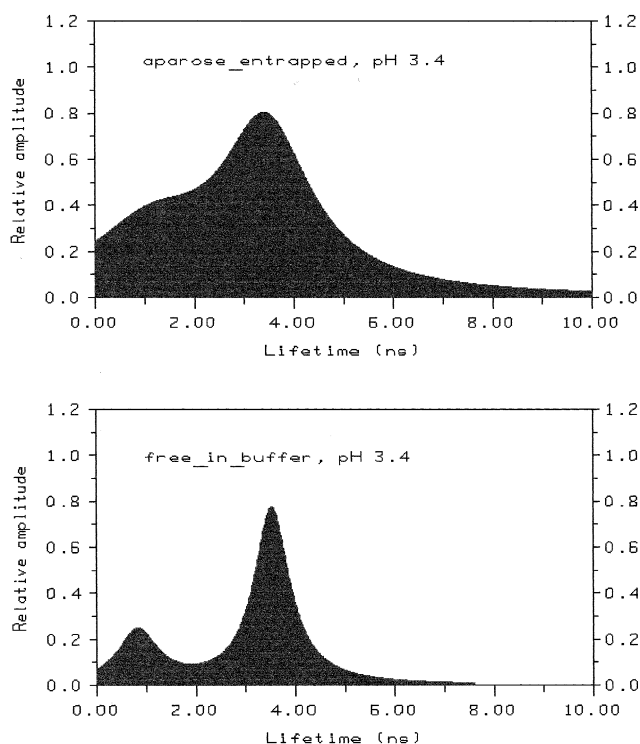 aparose_entrapped, pH 3.4
Relative amplitude
1.2 1.2
1.0 1.0
0.8 0.8
0.6 0.6
0.4 0.4
0.2 0.2
0.0 0.0
0.00 2.00 4.00 6.00 8.00 10.00
Lifetime (ns)
free_in_buffer, pH 3.4
Relative amplitude
1.2 1.2
1.0 1.0
0.8 0.8
0.6 0.6
0.4 0.4
0.2 0.2
0.0 0.0
0.00 2.00 4.00 6.00 8.00 10.00
Lifetime (ns)